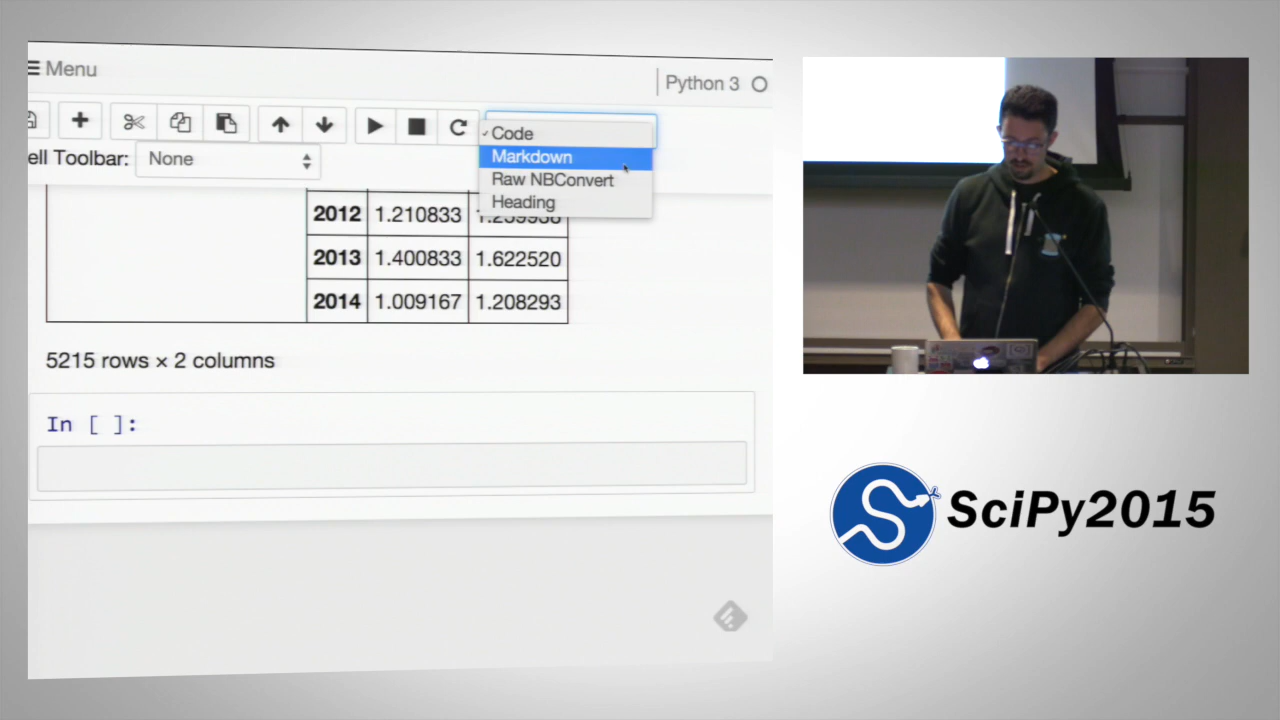 Menu
Python 3
ell Toolbar:
None
Code
Markdown
Raw NBConvert
Heading
2012 1.210833
2013 1.400833 1.622520
2014 1.009167 1.208293
5215 rows × 2 columns
In [ ]:
SciPy2015